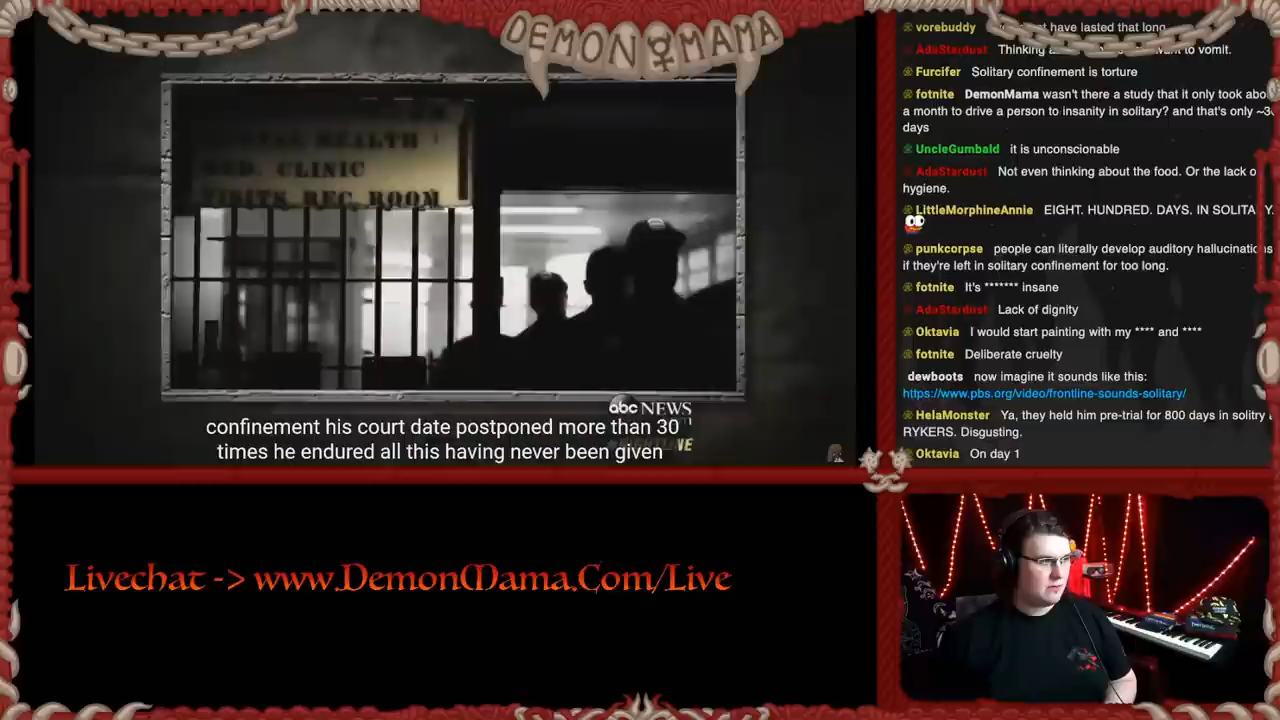 DEMON MAMA
HEALTH
CLINIC
REC. ROOM
abc NEWS
confinement his court date postponed more than 30
times he endured all this having never been given
Livechat -> www.DemonMama.Com/Live
vorebuddy have lasted that long
AdaStardust Thinking to vomit.
Furcifer Solitary confinement is torture
fotnite DemonMama wasn't there a study that it only took abo
a month to drive a person to insanity in solitary? and that's only ~3
days
UncleGumbald it is unconscionable
AdaStardust Not even thinking about the food. Or the lack o
hygiene.
LittleMorphineAnnie EIGHT. HUNDRED. DAYS. IN SOLITA Y.
punkcorpse people can literally develop auditory hallucinatio s
if they're left in solitary confinement for too long.
fotnite It's ******* insane
AdaStardust Lack of dignity
Oktavia I would start painting with my **** and ****
fotnite Deliberate cruelty
dewboots now imagine it sounds like this:
https://www.pbs.org/video/frontline-sounds-solitary/
HelaMonster Ya, they held him pre-trial for 800 days in solitry
RYKERS. Disgusting.
Oktavia On day 1